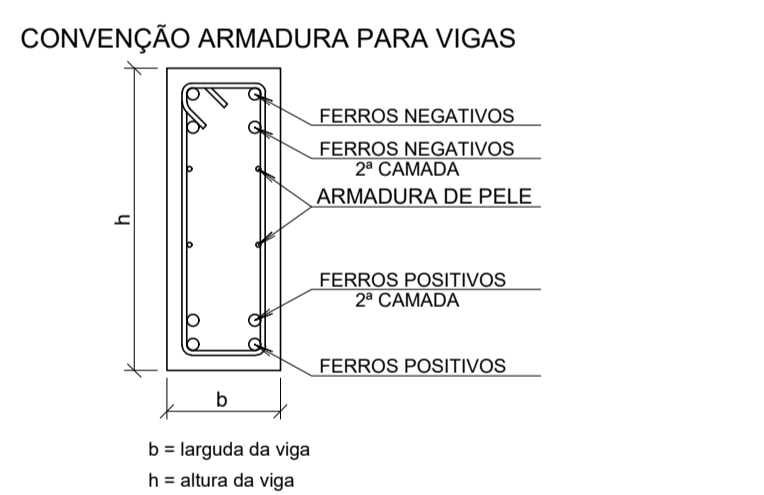 CONVENÇÃO ARMADURA PARA VIGAS
FERROS NEGATIVOS
FERROS NEGATIVOS
2ª CAMADA
ARMADURA DE PELE
h
FERROS POSITIVOS
2ª CAMADA
FERROS POSITIVOS
b
b = larguda da viga
h = altura da viga